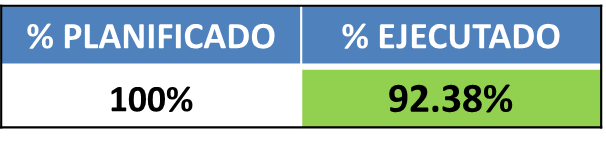 % PLANIFICADO % EJECUTADO
100% 92.38%